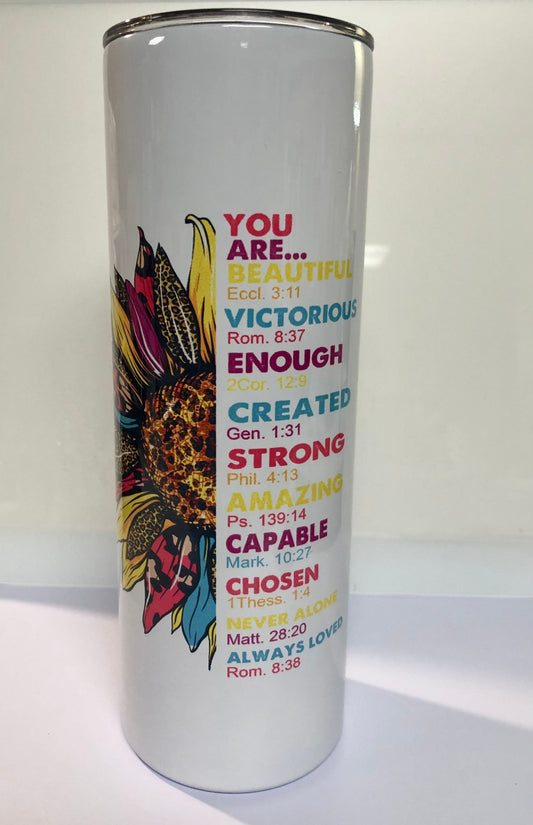 YOU
ARE...
BEAUTIFUL
Eccl. 3:11
VICTORIOUS
Rom. 8:37
ENOUGH
2Cor. 12:9
CREATED
Gen. 1:31
STRONG
Phil. 4:13
AMAZING
Ps. 139:14
CAPABLE
Mark. 10:27
CHOSEN
1Thess. 1:4
NEVER ALONE
Matt. 28:20
ALWAYS LOVED
Rom. 8:38